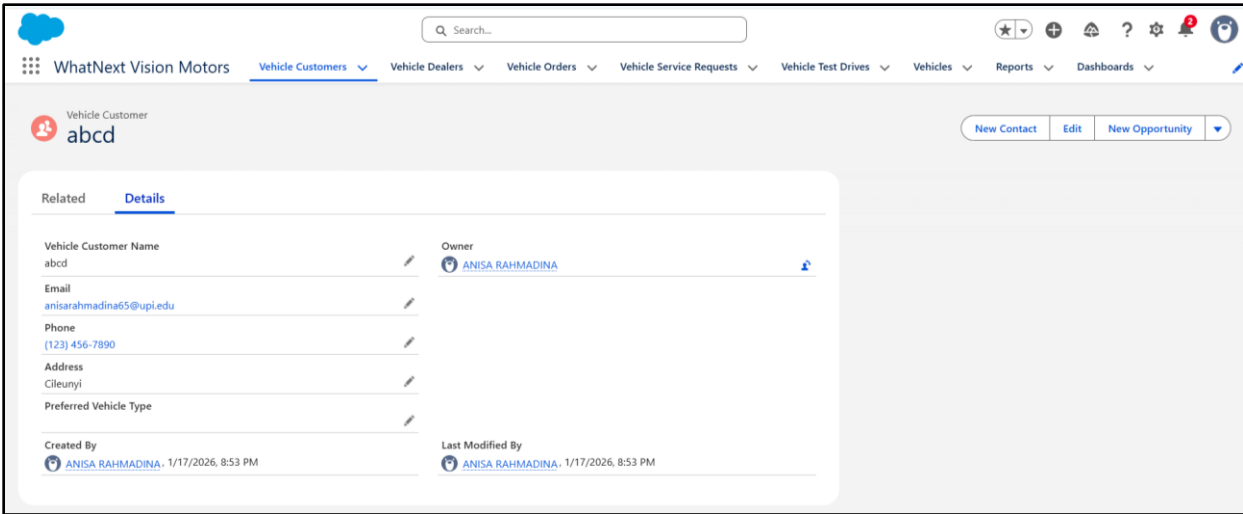 Search...
2
WhatNext Vision Motors Vehicle Customers Vehicle Dealers Vehicle Orders Vehicle Service Requests Vehicle Test Drives Vehicles Reports Dashboards
Vehicle Customer
abcd
New Contact Edit New Opportunity
Related Details
Vehicle Customer Name Owner
abcd ANISA RAHMADINA
Email
anisarahmadina65@upi.edu
Phone
(123) 456-7890
Address
Cileunyi
Preferred Vehicle Type
Created By Last Modified By
ANISA RAHMADINA, 1/17/2026, 8:53 PM ANISA RAHMADINA, 1/17/2026, 8:53 PM